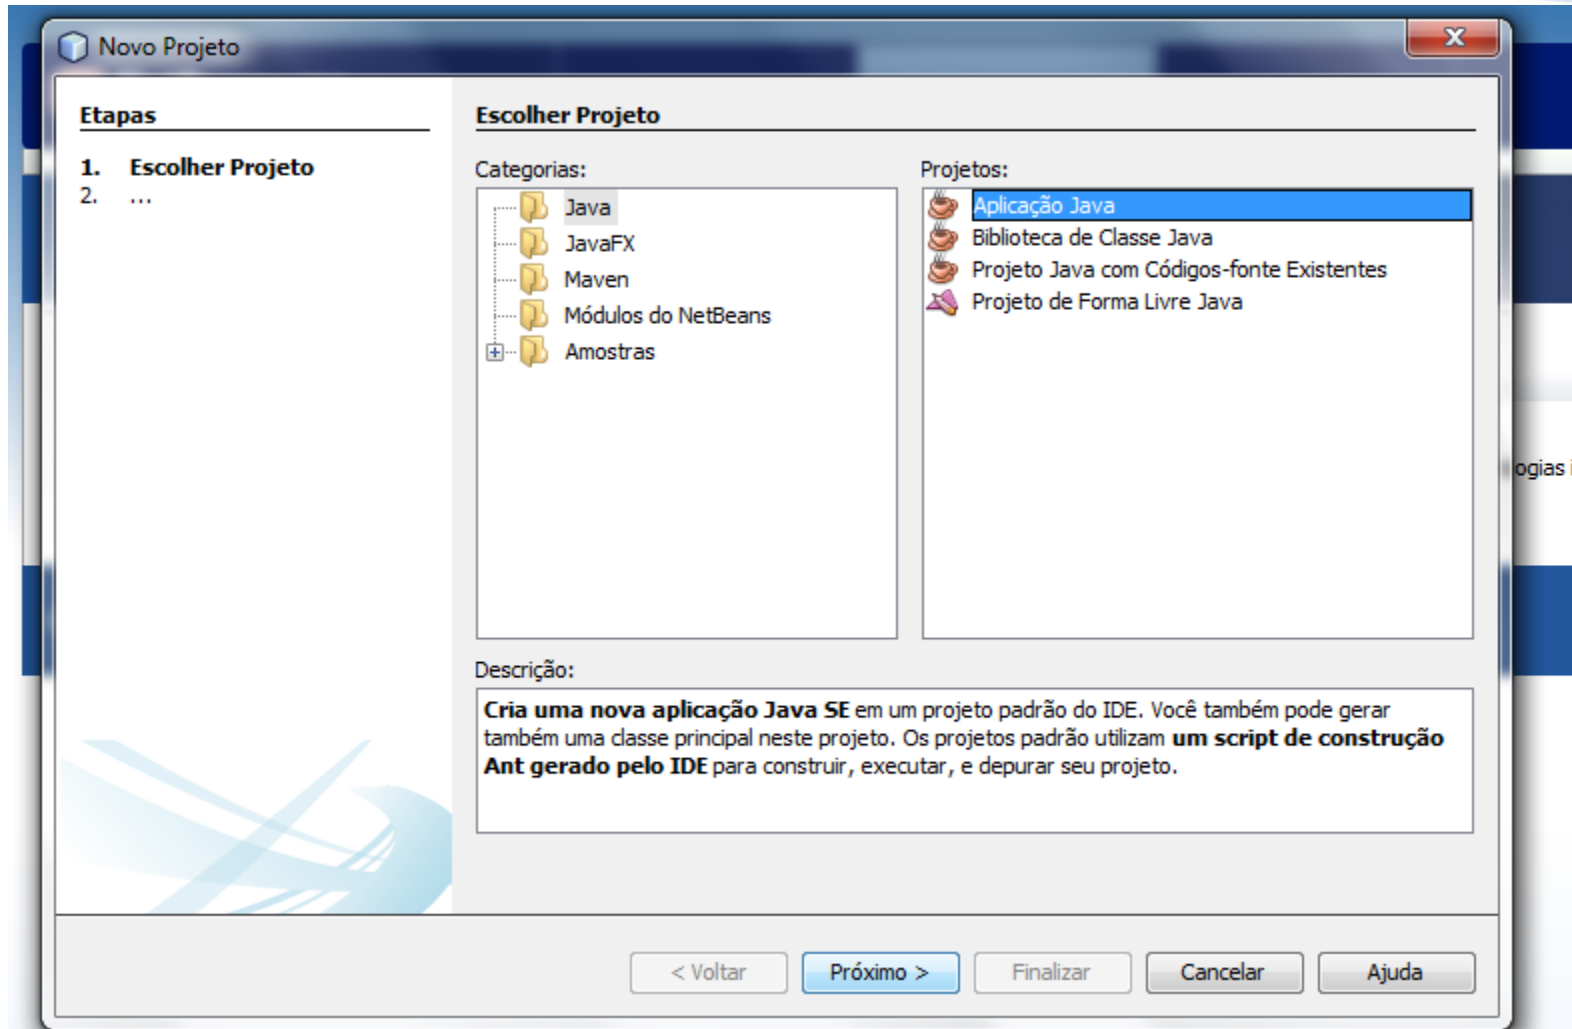 Novo Projeto
Etapas
1. Escolher Projeto
2. ...
Escolher Projeto
Categorias:
Java
JavaFX
Maven
Módulos do NetBeans
Amostras
Projetos:
Aplicação Java
Biblioteca de Classe Java
Projeto Java com Códigos-fonte Existentes
Projeto de Forma Livre Java
Descrição:
Cria uma nova aplicação Java SE em um projeto padrão do IDE. Você também pode gerar
também uma classe principal neste projeto. Os projetos padrão utilizam um script de construção
Ant gerado pelo IDE para construir, executar, e depurar seu projeto.
< Voltar
Próximo >
Finalizar
Cancelar
Ajuda